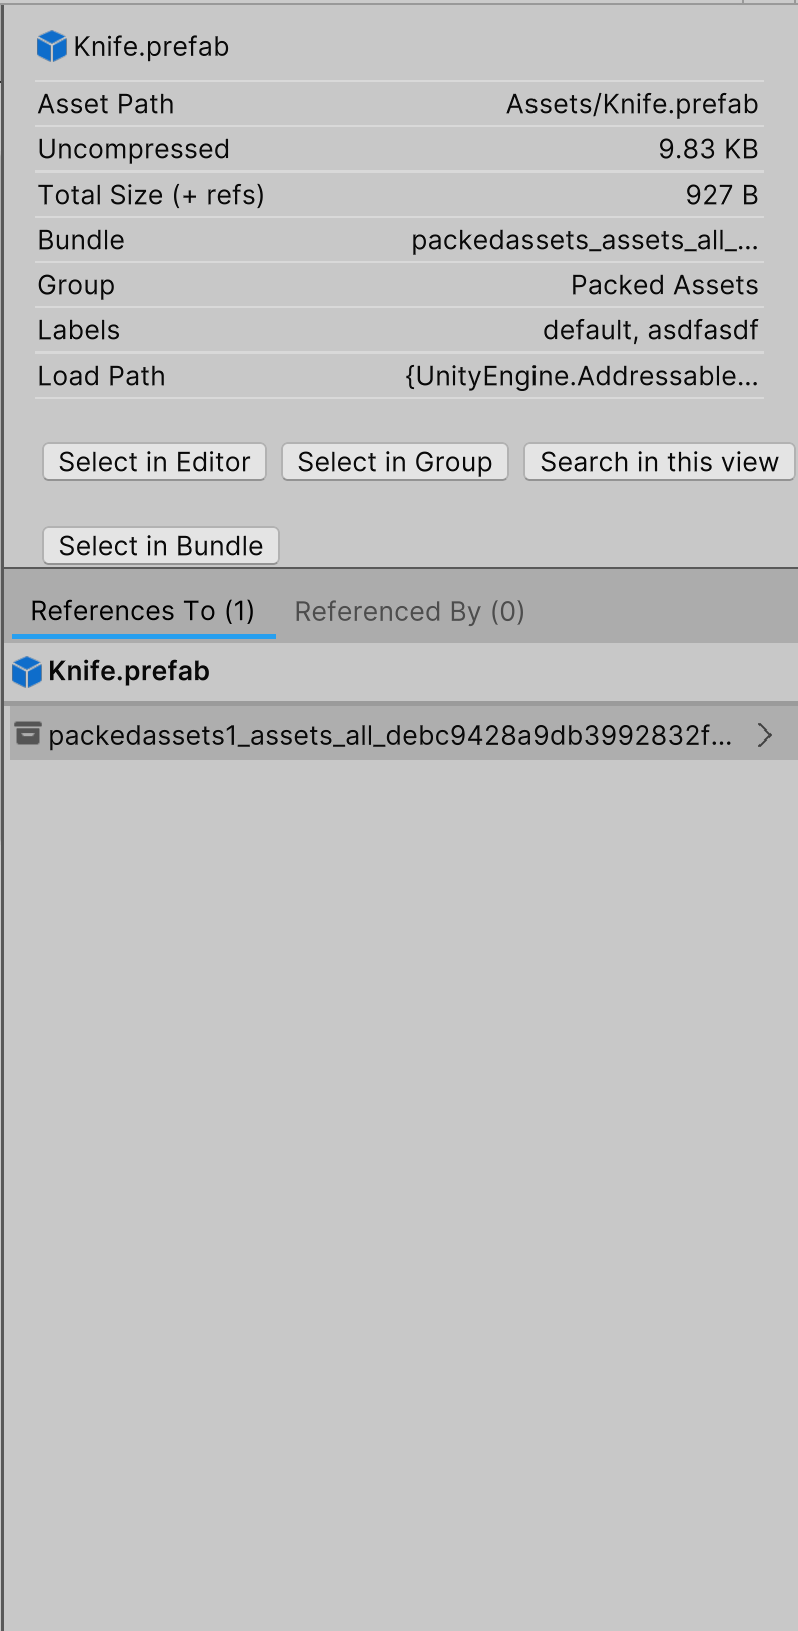 Knife.prefab
Asset Path Assets/Knife.prefab
Uncompressed 9.83 KB
Total Size (+ refs) 927 B
Bundle packedassets_assets_all_...
Group Packed Assets
Labels default, asdfasdf
Load Path {UnityEngine.Addressable...
Select in Editor Select in Group Search in this view
Select in Bundle
References To (1) Referenced By (0)
Knife.prefab
packedassets1_assets_all_debc9428a9db3992832f...